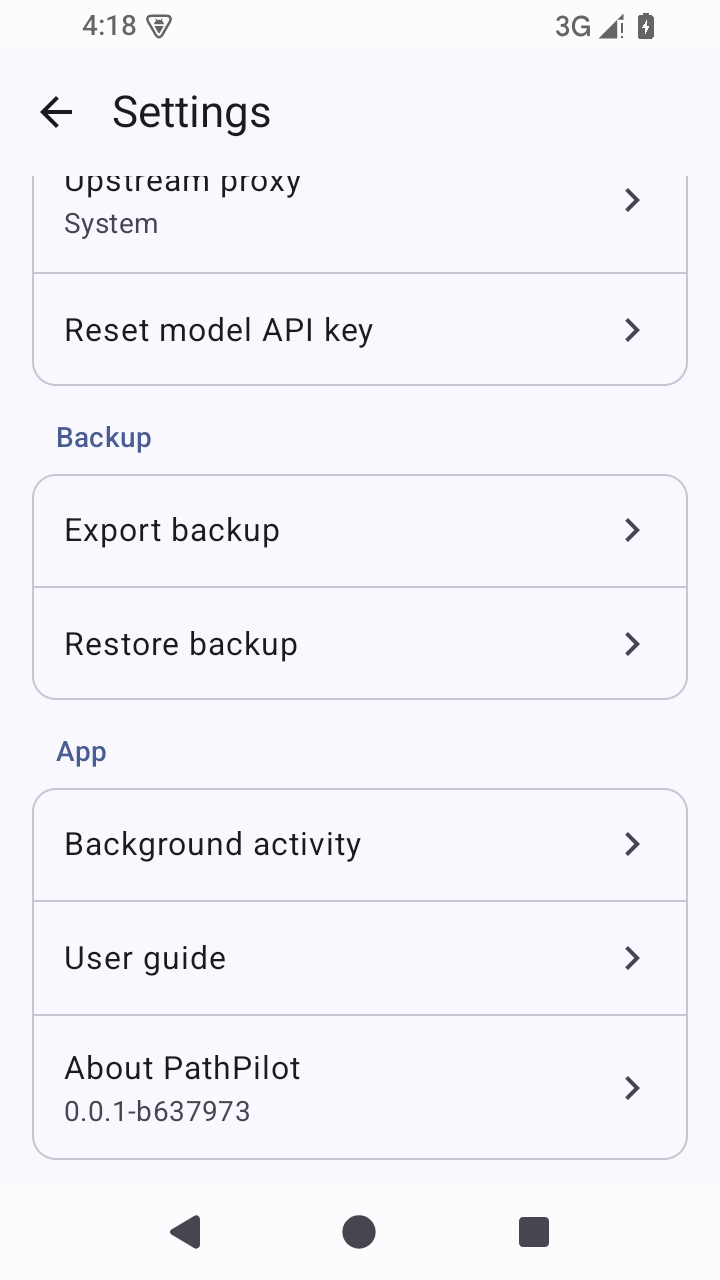 4:18
3G
Settings
Upstream proxy
System
Reset model API key
Backup
Export backup
Restore backup
App
Background activity
User guide
About PathPilot
0.0.1-b637973